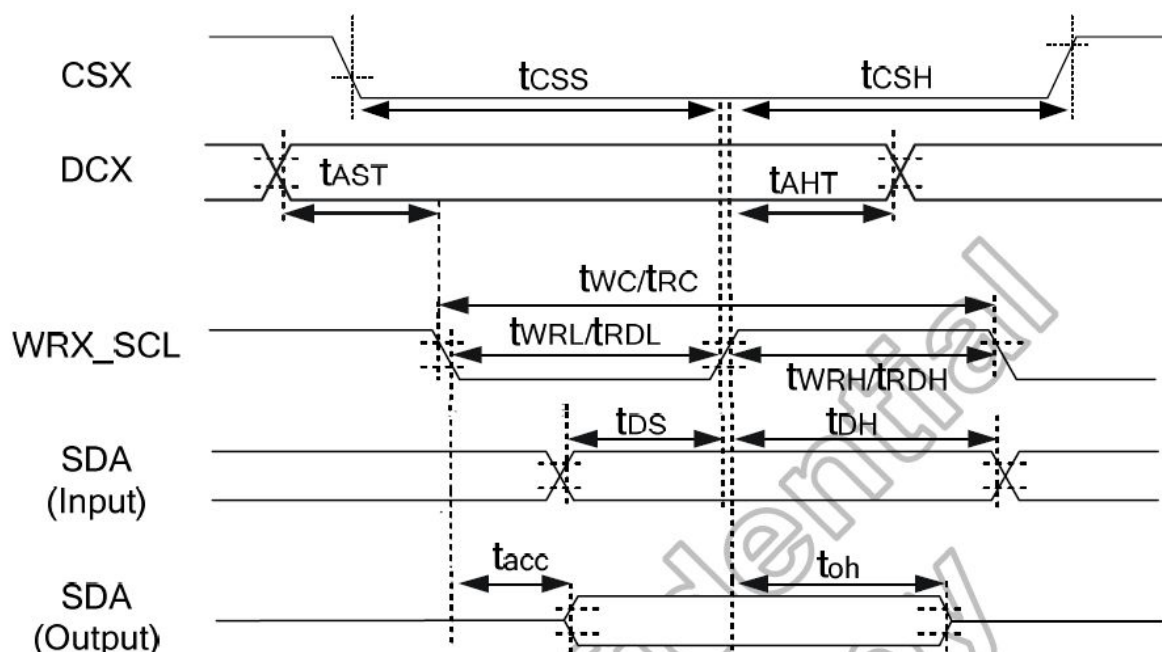 CSX
tCSS
tCSH
DCX
tAST
tAHT
tWC/tRC
WRX_SCL
tWRL/tRDL
tWRH/tRDH
tDS
tDH
SDA
(Input)
tacc
toh
SDA
(Output)